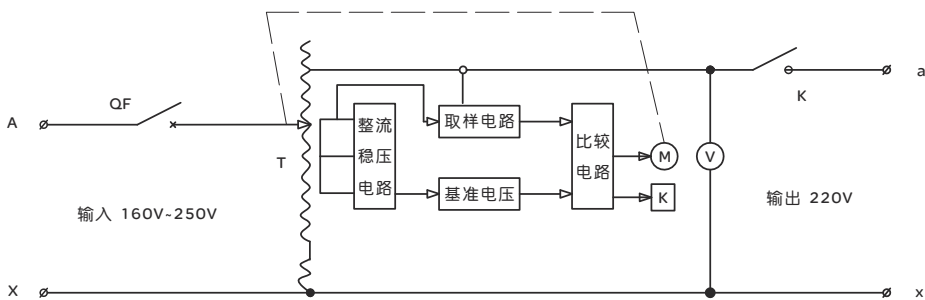 a
K
QF
A
整流
稳压
电路
取样电路
比较
电路
M
V
T
基准电压
K
输入 160V~250V
输出 220V
X
x